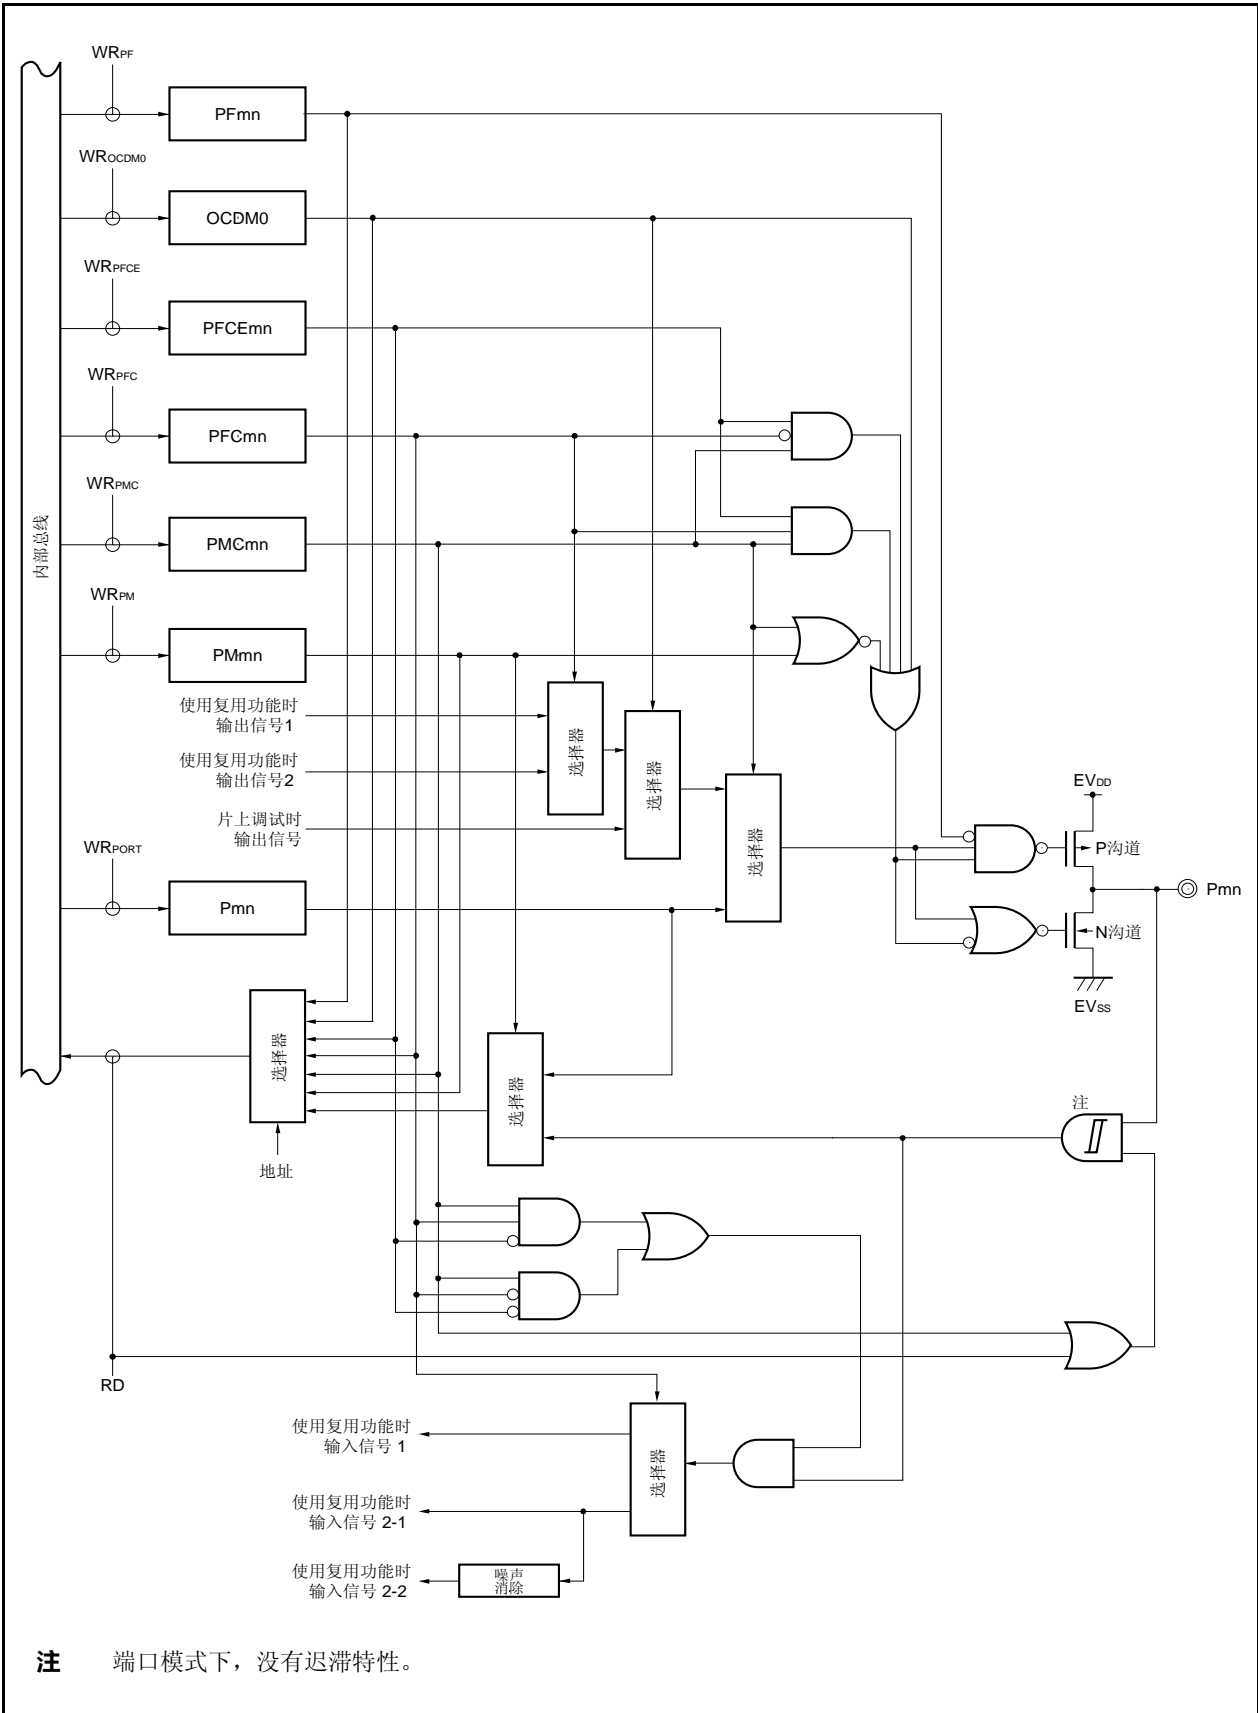 WRPF
PFmn
WROCDM0
OCDM0
WRPFCE
PFCEmn
WRPFC
PFCmn
WRPMC
PMCmn
内部总线
WRPM
PMmn
使用复用功能时
输出信号1
使用复用功能时
输出信号2
片上调试时
输出信号
选择器
选择器
选择器
WRPORT
Pmn
EVDD
P沟道
Pmn
N沟道
EVSS
选择器
选择器
地址
注
RD
使用复用功能时
输入信号 1
选择器
使用复用功能时
输入信号 2-1
使用复用功能时
输入信号 2-2
噪声
消除
注 端口模式下，没有迟滞特性。